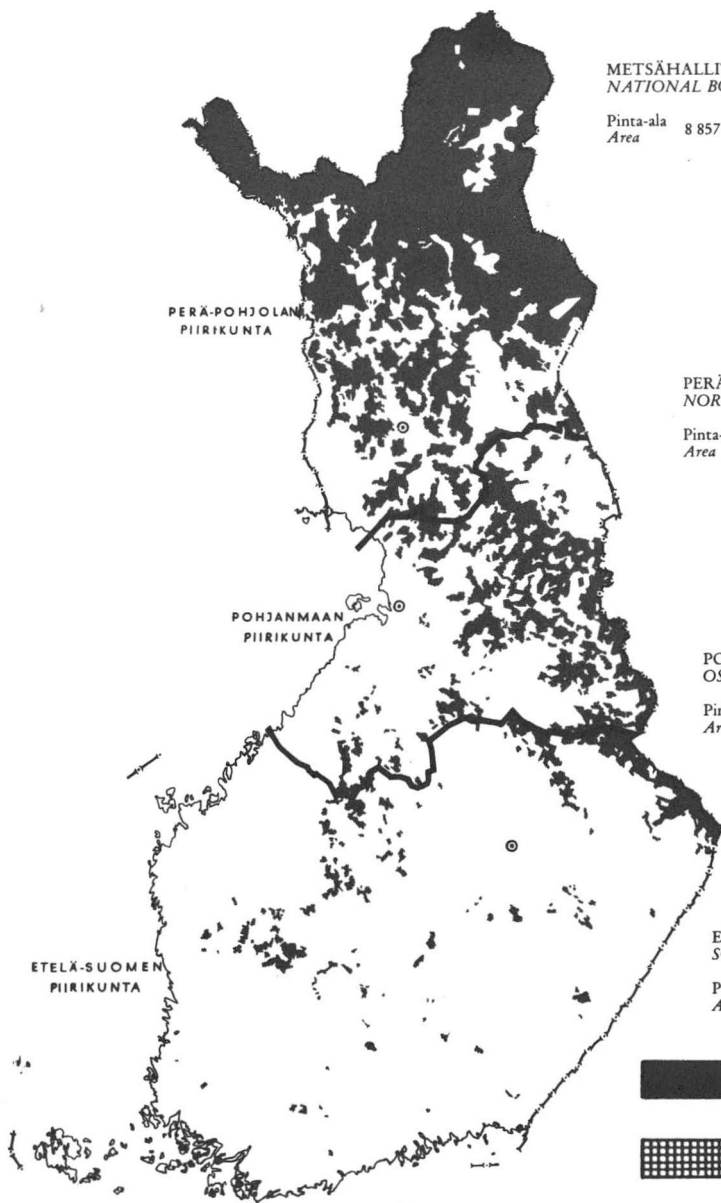 METSÄHALLI
NATIONAL BO
Pinta-ala 8 857
Area
PERÄ-POHJOLAN
PIIRIKUNTA
PERÄ
NOR
Pinta-
Area
POHJANMAAN
PIIRIKUNTA
PO
OS
Pin
Ar
ETELÄ-SUOMEN
PIIRIKUNTA
E
S
P
A